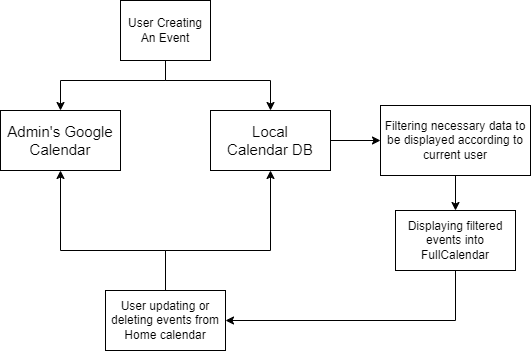 User Creating
An Event
Admin's Google
Calendar
Local
Calendar DB
Filtering necessary data to
be displayed according to
current user
Displaying filtered
events into
FullCalendar
User updating or
deleting events from
Home calendar